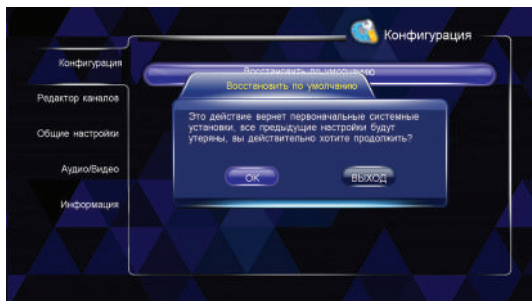 Конфигурация
Конфигурация
Редактор каналов
Общие настройки
Аудио/Видео
Информация
Восстановить по умолчанию
Восстановить по умолчанию
Это действие вернет первоначальные системные
установки, все предыдущие настройки будут
утеряны, вы действительно хотите продолжить?
ОК
ВЫХОД